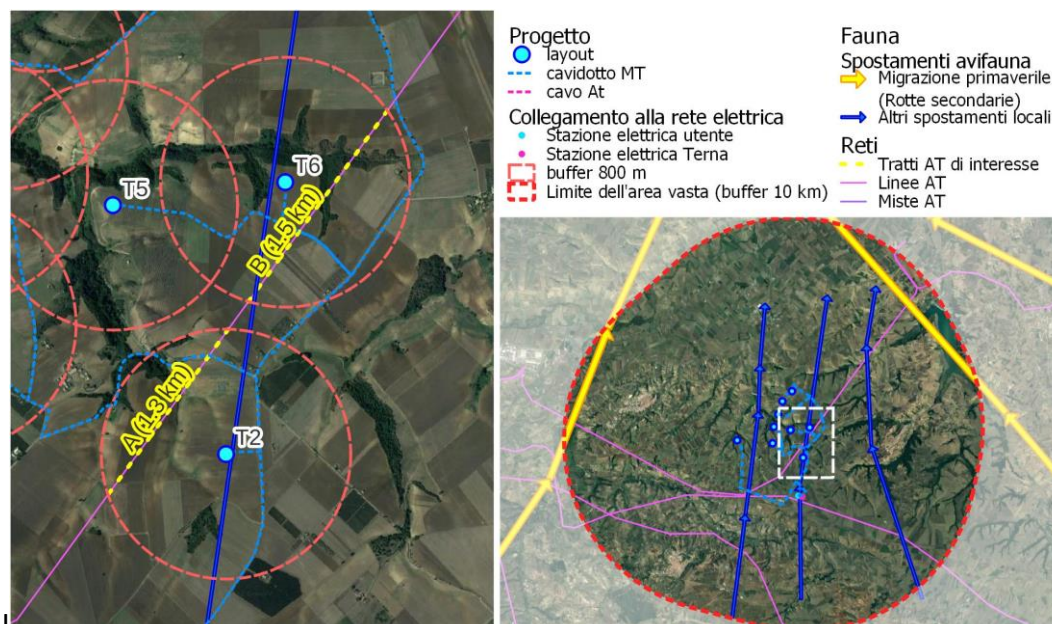 T5
T6
B (1.5 km)
A (1.3 km)
T2
Progetto
layout
cavidotto MT
cavo At
Collegamento alla rete elettrica
Stazione elettrica utente
Stazione elettrica Terna
buffer 800 m
Limite dell'area vasta (buffer 10 km)
Fauna
Spostamenti avifauna
Migrazione primaverile
(Rotte secondarie)
Altri spostamenti locali
Reti
Tratti AT di interesse
Linee AT
Miste AT